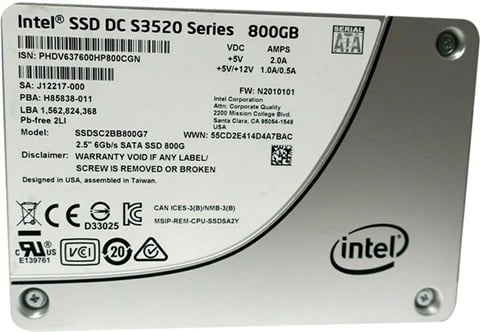 Intel® SSD DC S3520 Series 800GB
ISN: PHDV637600HP800CGN
VDC AMPS
+5V 2.0A
+5V/+12V 1.0A/0.5A
SERIAL
SATA
SA: J12217-000
PBA: H85838-011
LBA 1,562,824,368
Pb-free 2LI
FW: N2010101
Intel Corporation
Attn: Corporate Quality
2200 Mission College Blvd.
Santa Clara, CA 95054-1549
USA
Model: SSDSC2BB800G7
WWN: 55CD2E414D4A7BAC
2.5" 6Gb/s SATA SSD 800G
Disclaimer: WARRANTY VOID IF ANY LABEL/
SCREW IS REMOVED OR BROKEN
Designed in USA, assembled in Taiwan.
D33025
CAN ICES-3(B)/NMB-3(B)
MSIP-REM-CPU-SSDSA2Y
E139761
VCI
20
intel